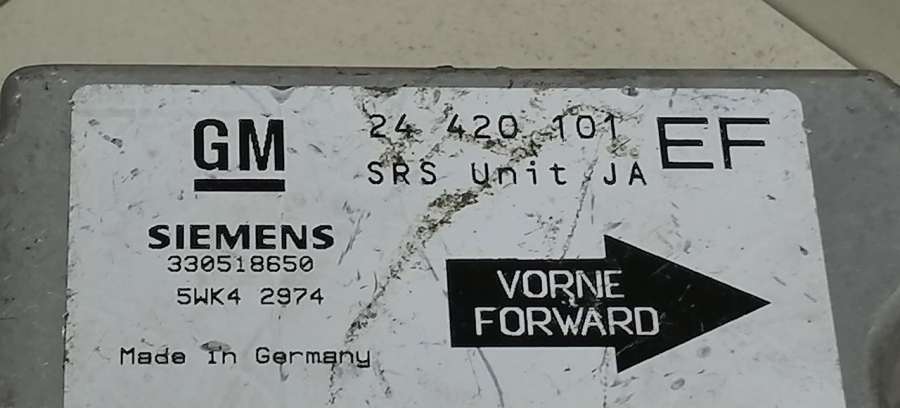 GM
24 420 101 EF
SRS Unit JA
SIEMENS
330518650
5WK4 2974
VORNE
FORWARD
Made In Germany